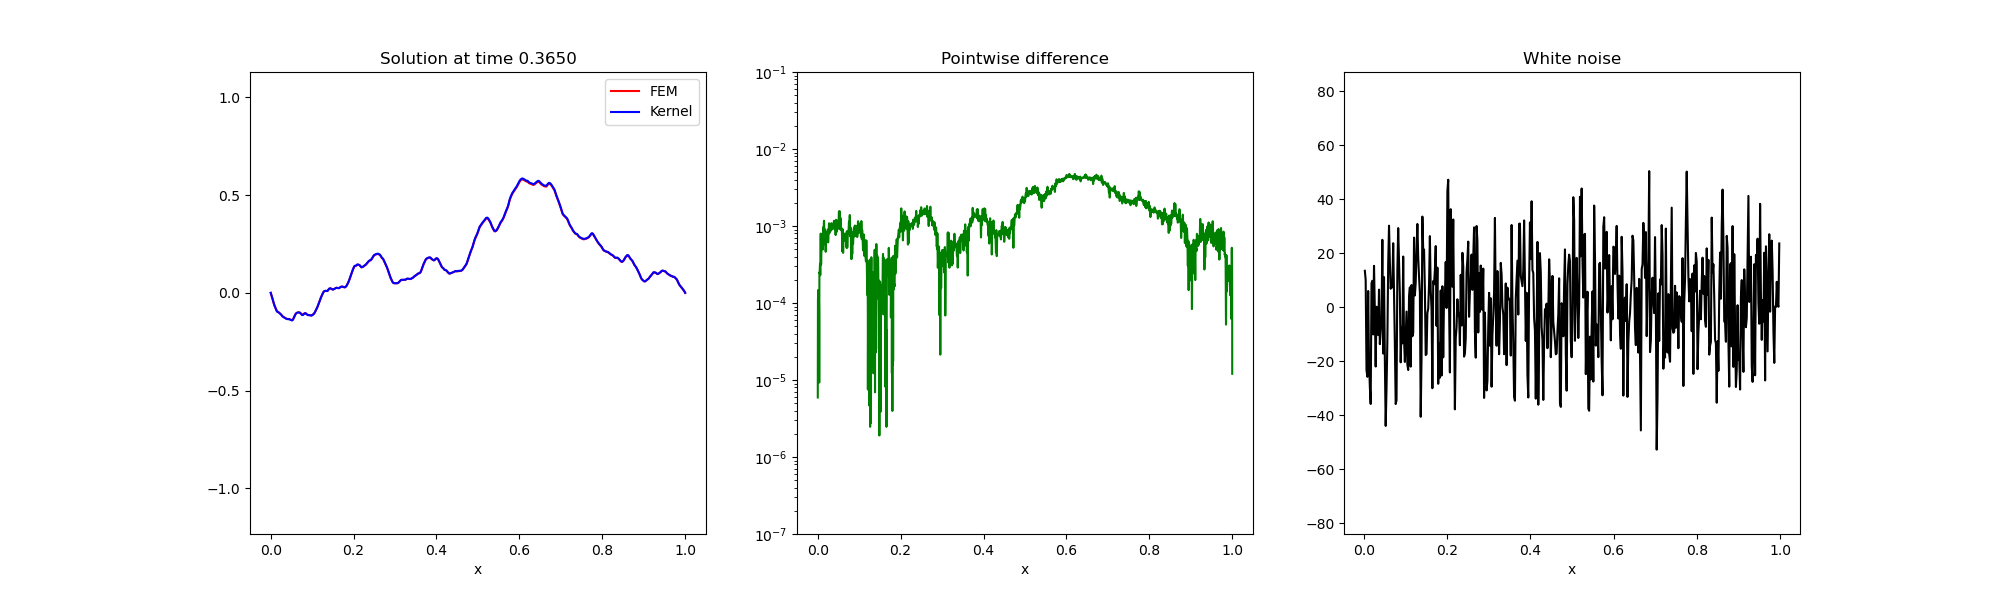 Solution at time 0.3650
1.0
0.5
0.0
−0.5
−1.0
0.0 0.2 0.4 0.6 0.8 1.0
x
FEM
Kernel
Pointwise difference
10⁻¹
10⁻²
10⁻³
10⁻⁴
10⁻⁵
10⁻⁶
10⁻⁷
0.0 0.2 0.4 0.6 0.8 1.0
x
White noise
80
60
40
20
0
−20
−40
−60
−80
0.0 0.2 0.4 0.6 0.8 1.0
x